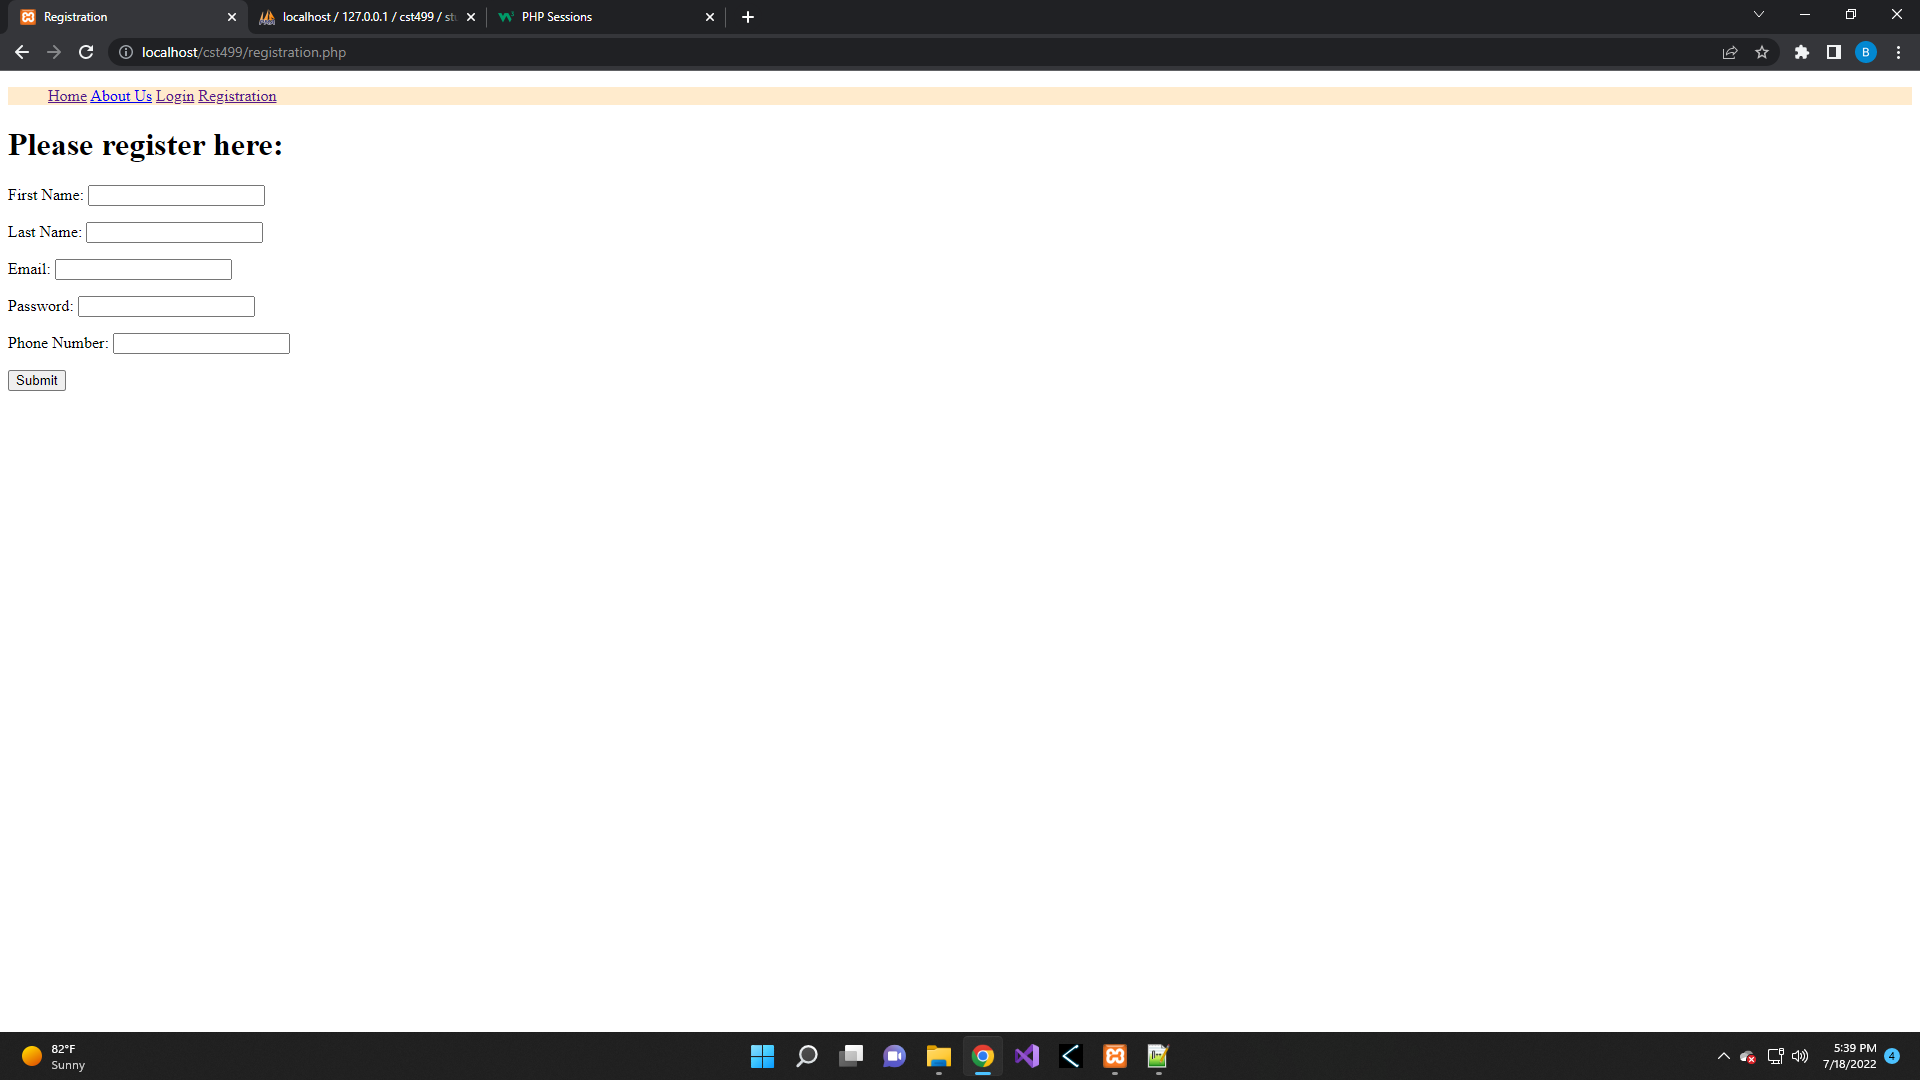 Registration
localhost / 127.0.0.1 / cst499 / stu
PHP Sessions
localhost/cst499/registration.php
B
Home About Us Login Registration
Please register here:
First Name:
Last Name:
Email:
Password:
Phone Number:
Submit
82°F
Sunny
5:39 PM
7/18/2022
4